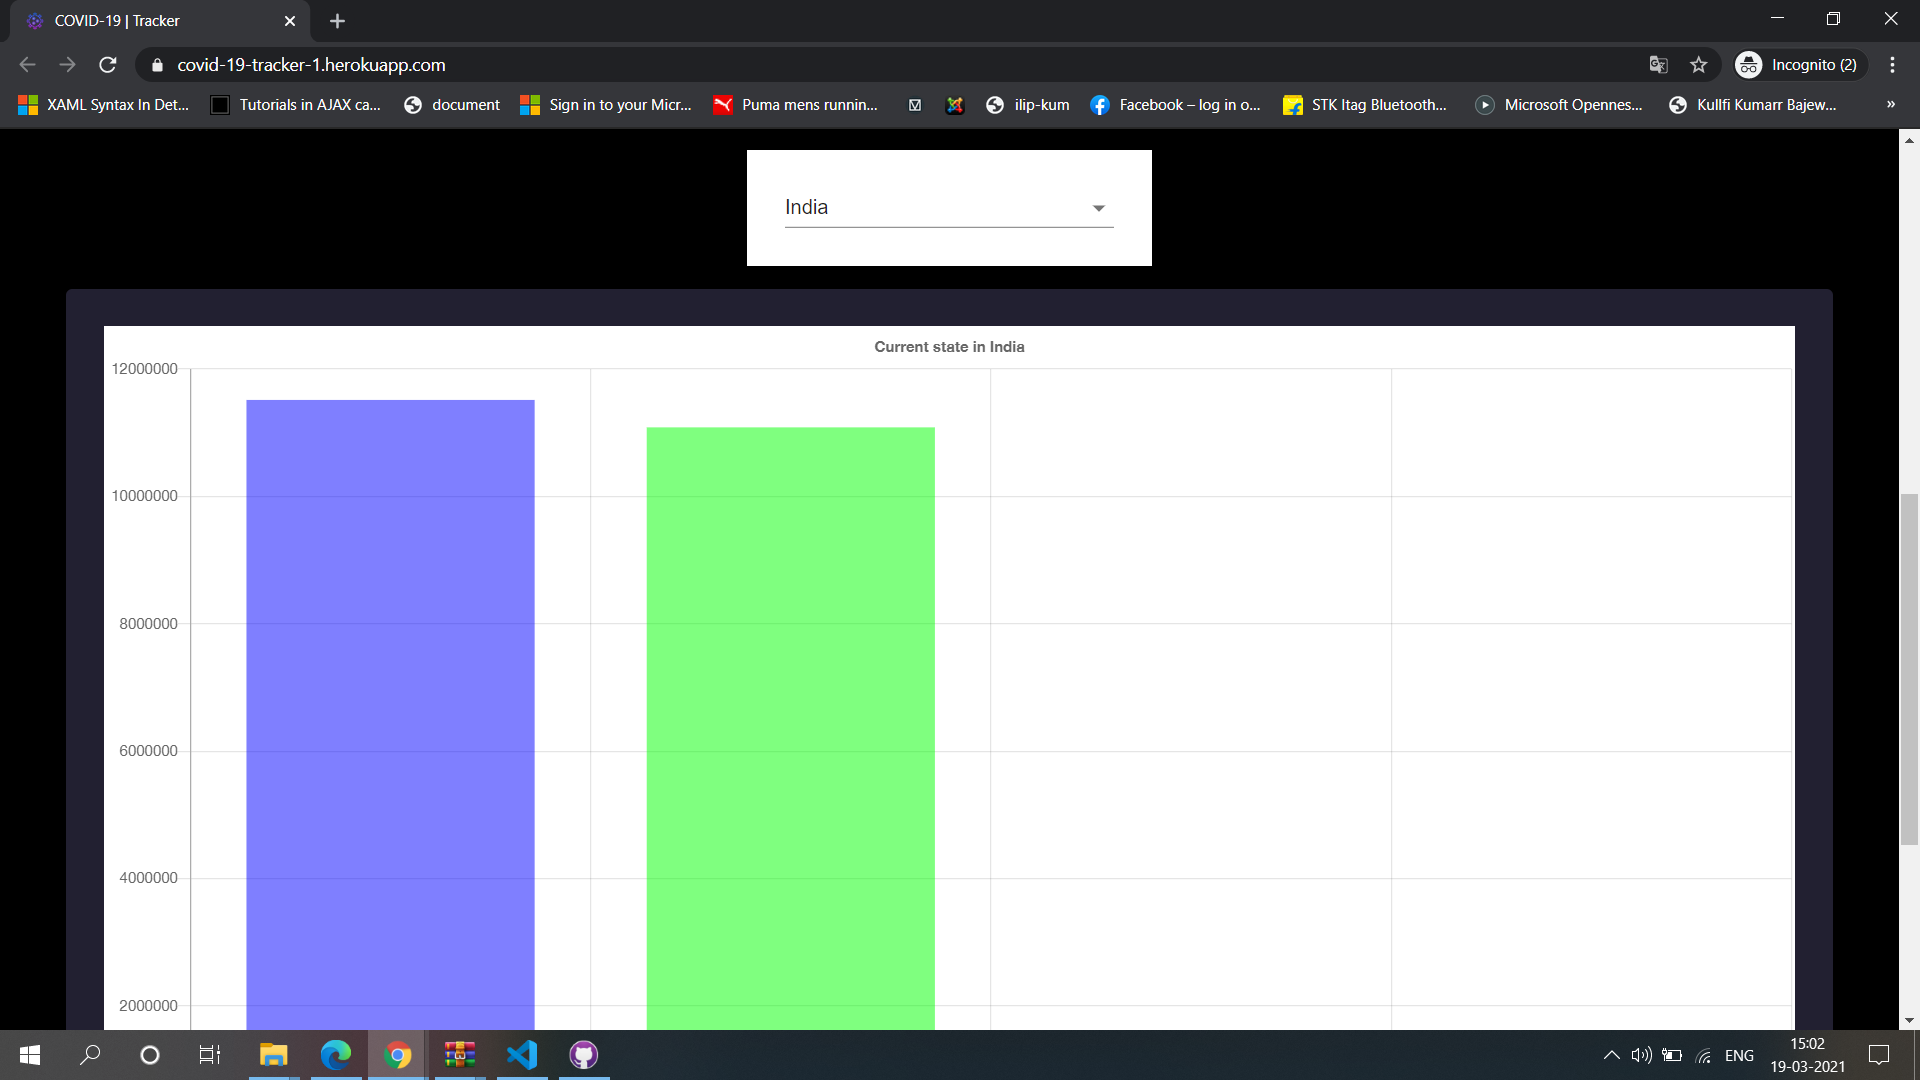 COVID-19 | Tracker
covid-19-tracker-1.herokuapp.com
Incognito (2)
XAML Syntax In Det... Tutorials in AJAX ca... document Sign in to your Micr... Puma mens runnin... ilip-kum Facebook – log in o... STK Itag Bluetooth... Microsoft Opennes... Kullfi Kumarr Bajew... »
India
Current state in India
12000000
10000000
8000000
6000000
4000000
2000000
ENG
15:02
19-03-2021